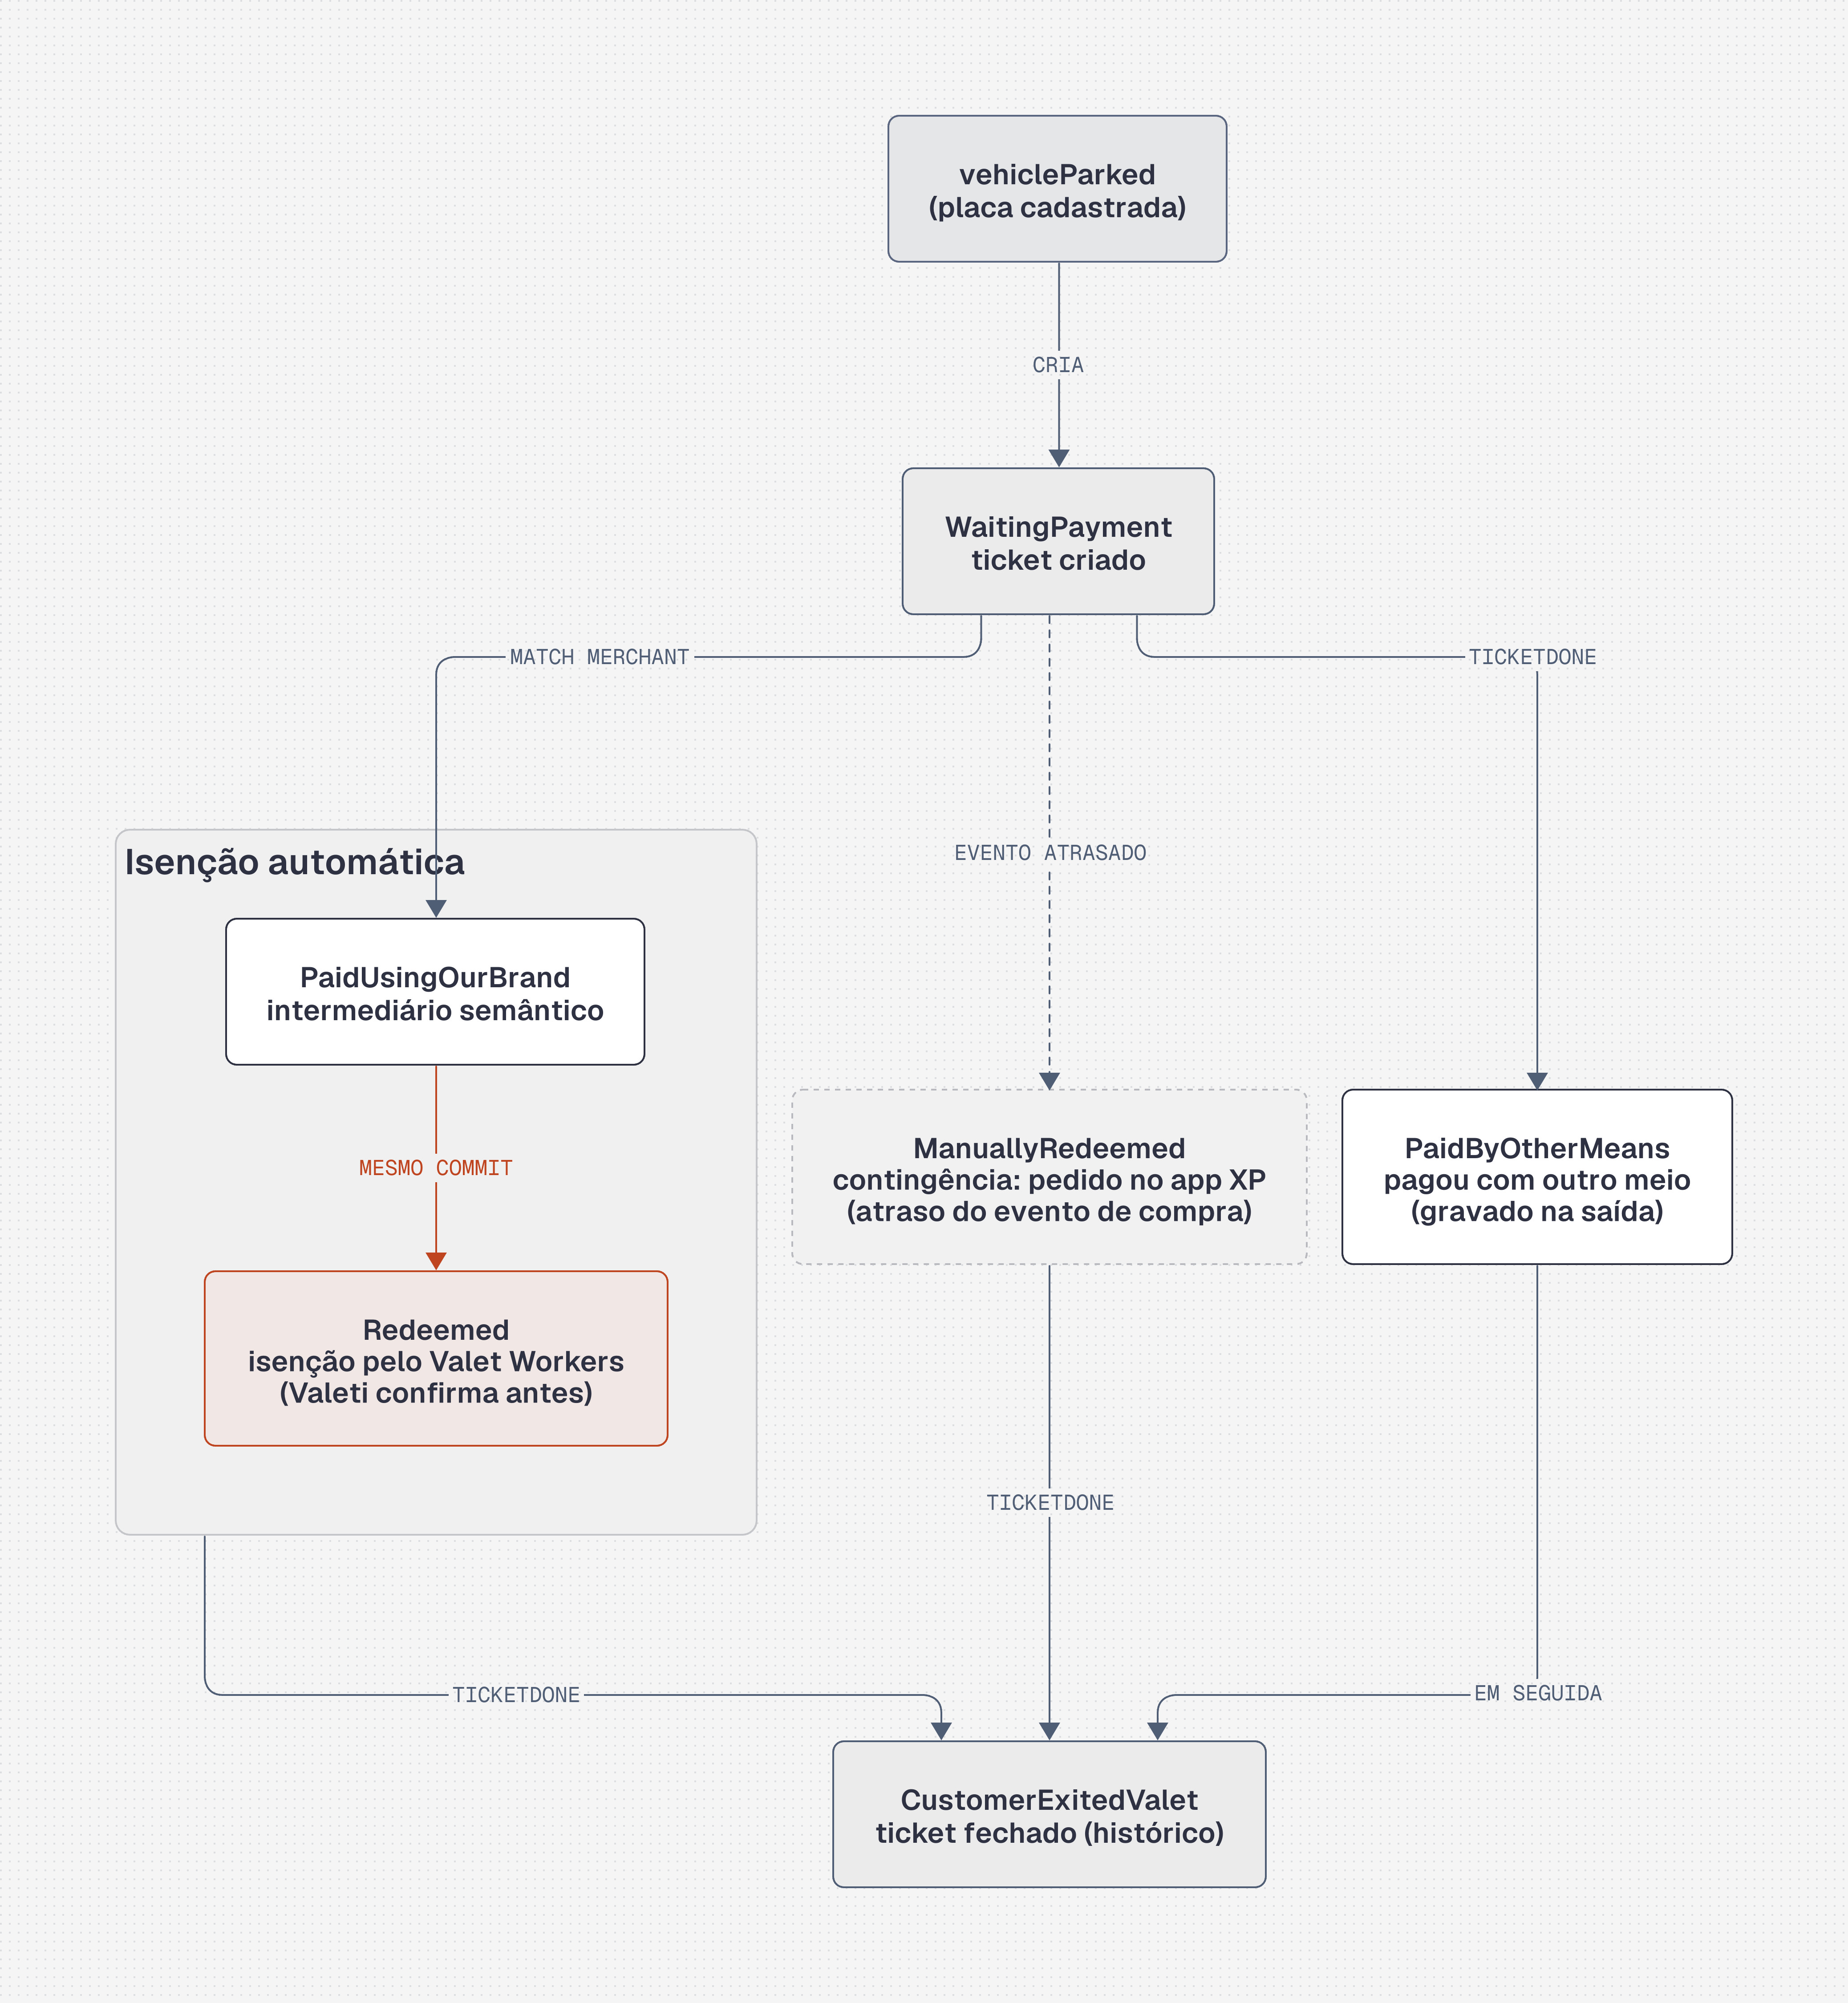 vehicleParked
(placa cadastrada)
CRIA
WaitingPayment
ticket criado
MATCH MERCHANT
TICKETDONE
EVENTO ATRASADO
Isenção automática
PaidUsingOurBrand
intermediário semântico
MESMO COMMIT
Redeemed
isenção pelo Valet Workers
(Valeti confirma antes)
ManuallyRedeemed
contingência: pedido no app XP
(atraso do evento de compra)
PaidByOtherMeans
pagou com outro meio
(gravado na saída)
TICKETDONE
TICKETDONE
EM SEGUIDA
CustomerExitedValet
ticket fechado (histórico)